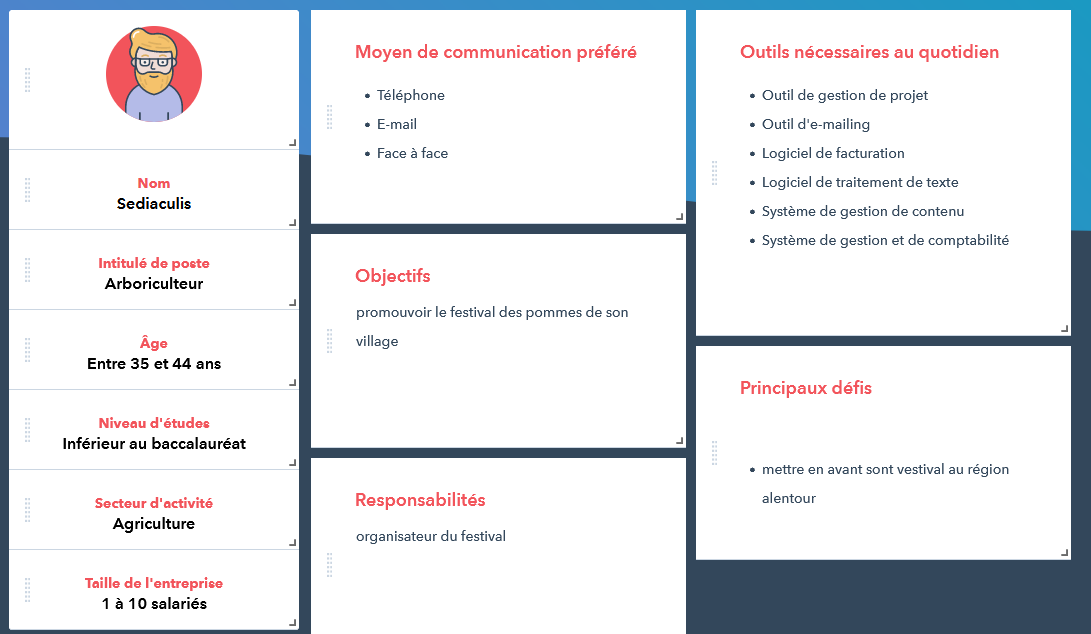 Nom
Sediaculis
Intitulé de poste
Arboriculteur
Âge
Entre 35 et 44 ans
Niveau d'études
Inférieur au baccalauréat
Secteur d'activité
Agriculture
Taille de l'entreprise
1 à 10 salariés
Moyen de communication préféré
• Téléphone
• E-mail
• Face à face
Objectifs
promouvoir le festival des pommes de son
village
Responsabilités
organisateur du festival
Outils nécessaires au quotidien
• Outil de gestion de projet
• Outil d'e-mailing
• Logiciel de facturation
• Logiciel de traitement de texte
• Système de gestion de contenu
• Système de gestion et de comptabilité
Principaux défis
• mettre en avant sont vestival au région
alentour